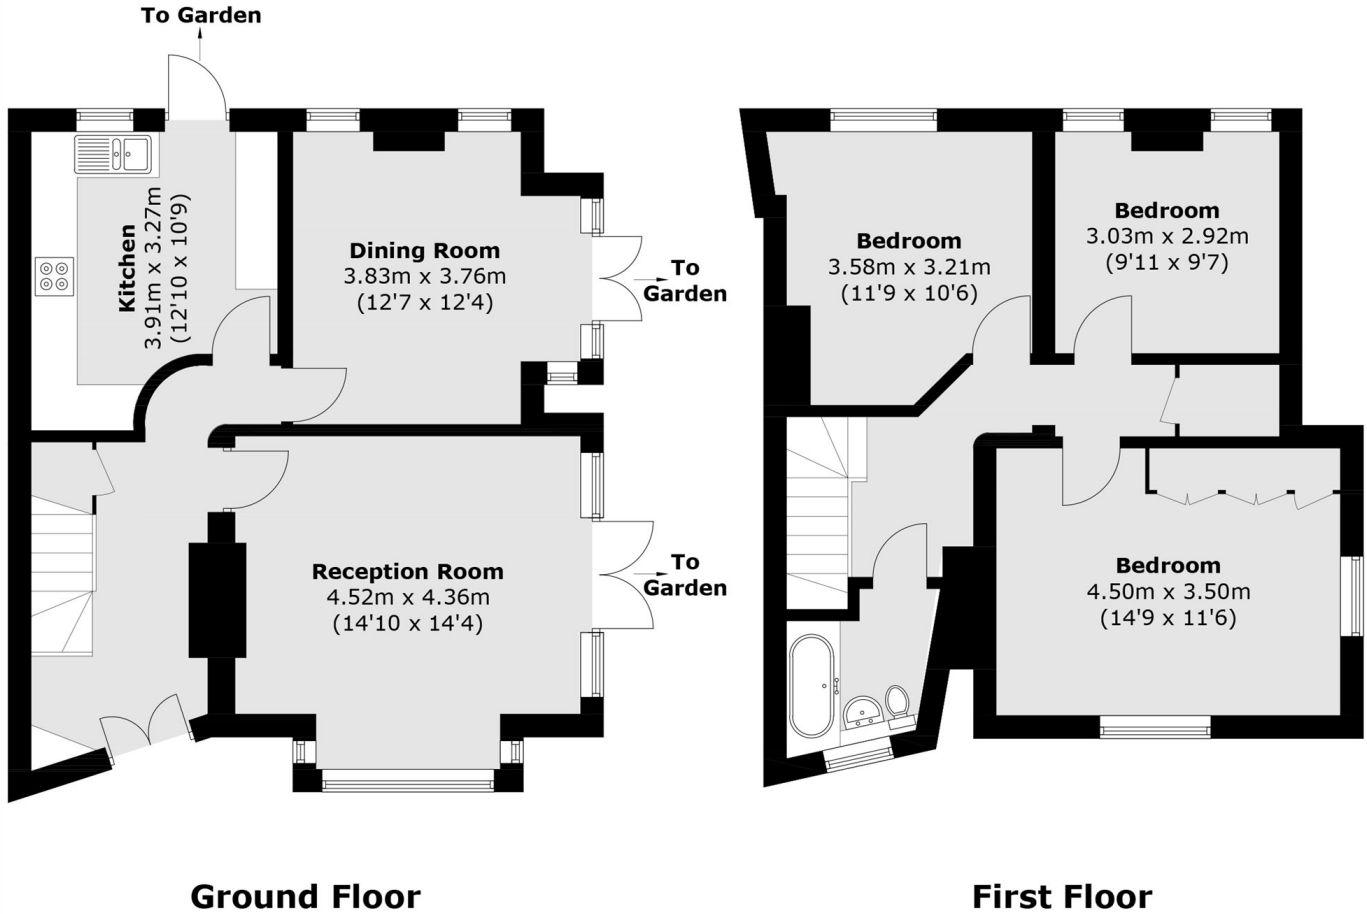 To Garden
Kitchen
3.91m x 3.27m
(12'10 x 10'9)
Dining Room
3.83m x 3.76m
(12'7 x 12'4)
To
Garden
Reception Room
4.52m x 4.36m
(14'10 x 14'4)
To
Garden
Ground Floor
Bedroom
3.58m x 3.21m
(11'9 x 10'6)
Bedroom
3.03m x 2.92m
(9'11 x 9'7)
Bedroom
4.50m x 3.50m
(14'9 x 11'6)
First Floor